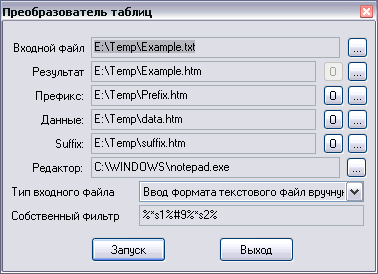 Преобразователь таблиц
Входной файл E:\Temp\Example.txt ...
Результат E:\Temp\Example.htm 0 ...
Префикс: E:\Temp\Prefix.htm 0 ...
Данные: E:\Temp\data.htm 0 ...
Suffix: E:\Temp\suffix.htm 0 ...
Редактор: C:\WINDOWS\notepad.exe ...
Тип входного файла Ввод формата текстового файл вручную
Собственный фильтр %*s1%#9%*s2%
Запуск Выход